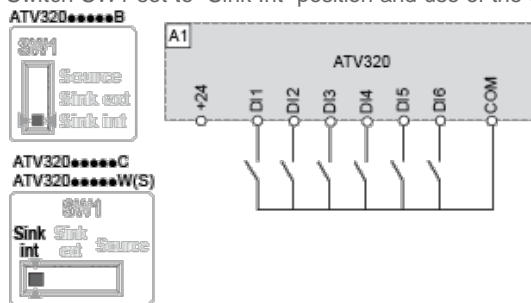 Switch SW1 set to "Sink Int" position and use of the
ATV320●●●●●B
SW1
Source
Sink ext
Sink int
ATV320●●●●●C
ATV320●●●●●W(S)
SW1
Sink int
Sink ext
Source
A1
ATV320
+24
DI1
DI2
DI3
DI4
DI5
DI6
COM